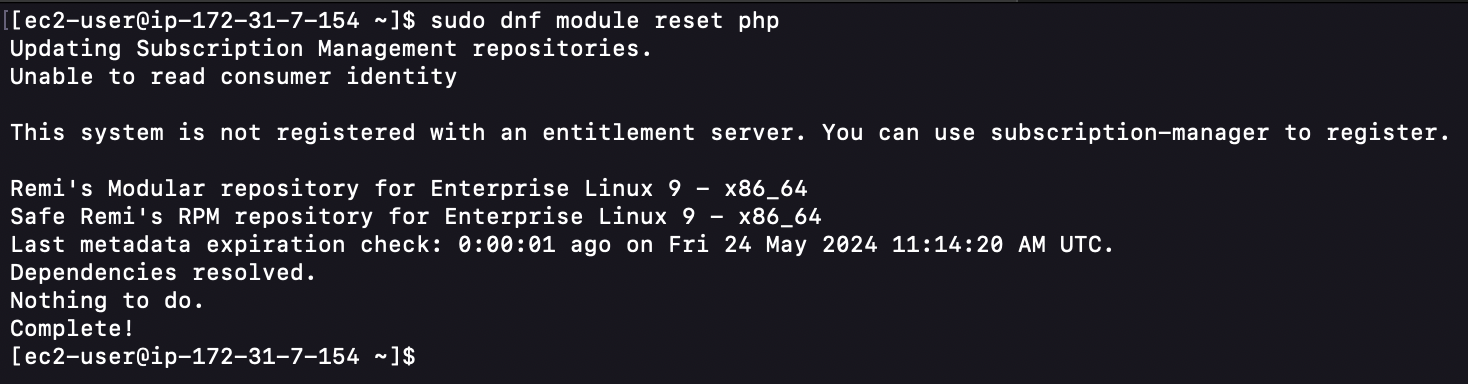 [[ec2-user@ip-172-31-7-154 ~]$ sudo dnf module reset php
Updating Subscription Management repositories.
Unable to read consumer identity
This system is not registered with an entitlement server. You can use subscription-manager to register.
Remi's Modular repository for Enterprise Linux 9 - x86_64
Safe Remi's RPM repository for Enterprise Linux 9 - x86_64
Last metadata expiration check: 0:00:01 ago on Fri 24 May 2024 11:14:20 AM UTC.
Dependencies resolved.
Nothing to do.
Complete!
[ec2-user@ip-172-31-7-154 ~]$